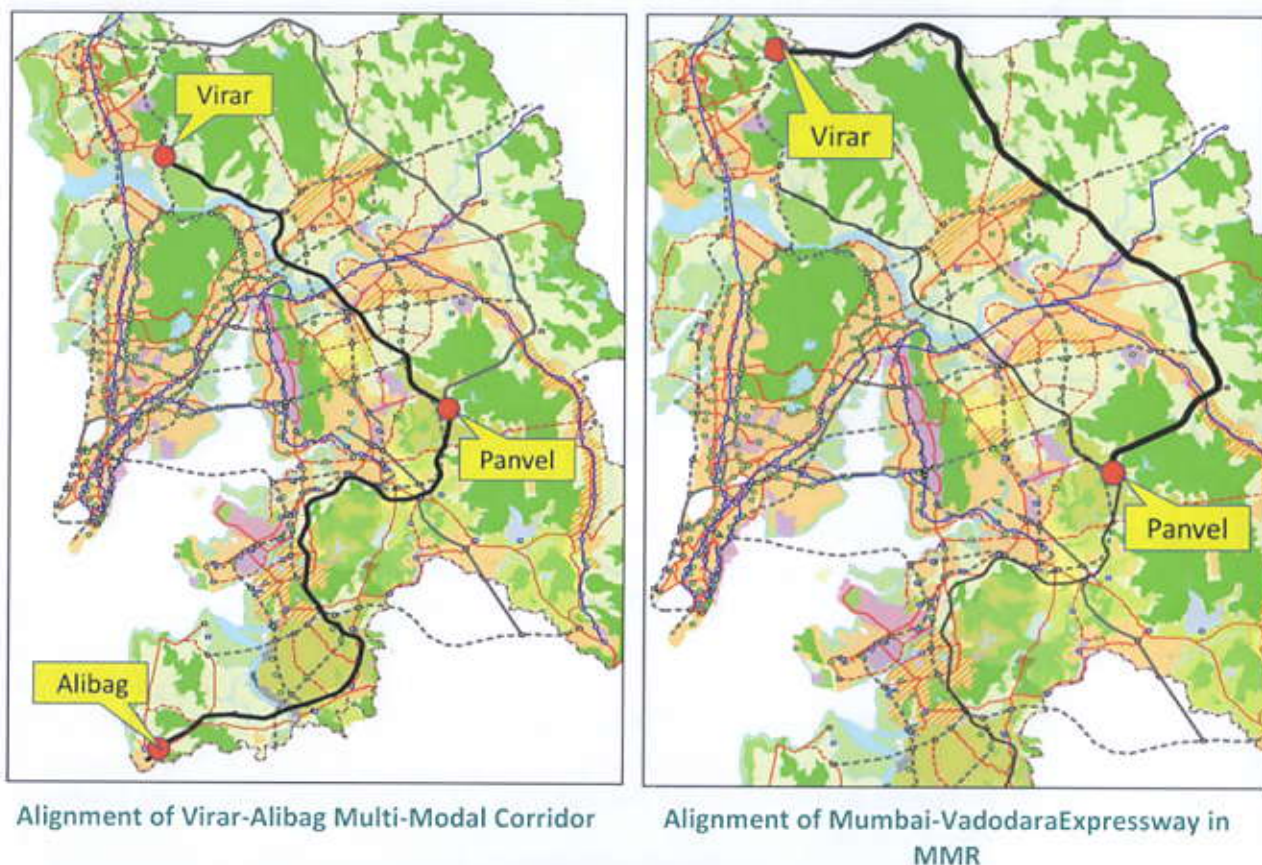 Virar
Panvel
Alibag
Alignment of Virar-Alibag Multi-Modal Corridor
Virar
Panvel
Alignment of Mumbai-VadodaraExpressway in
MMR